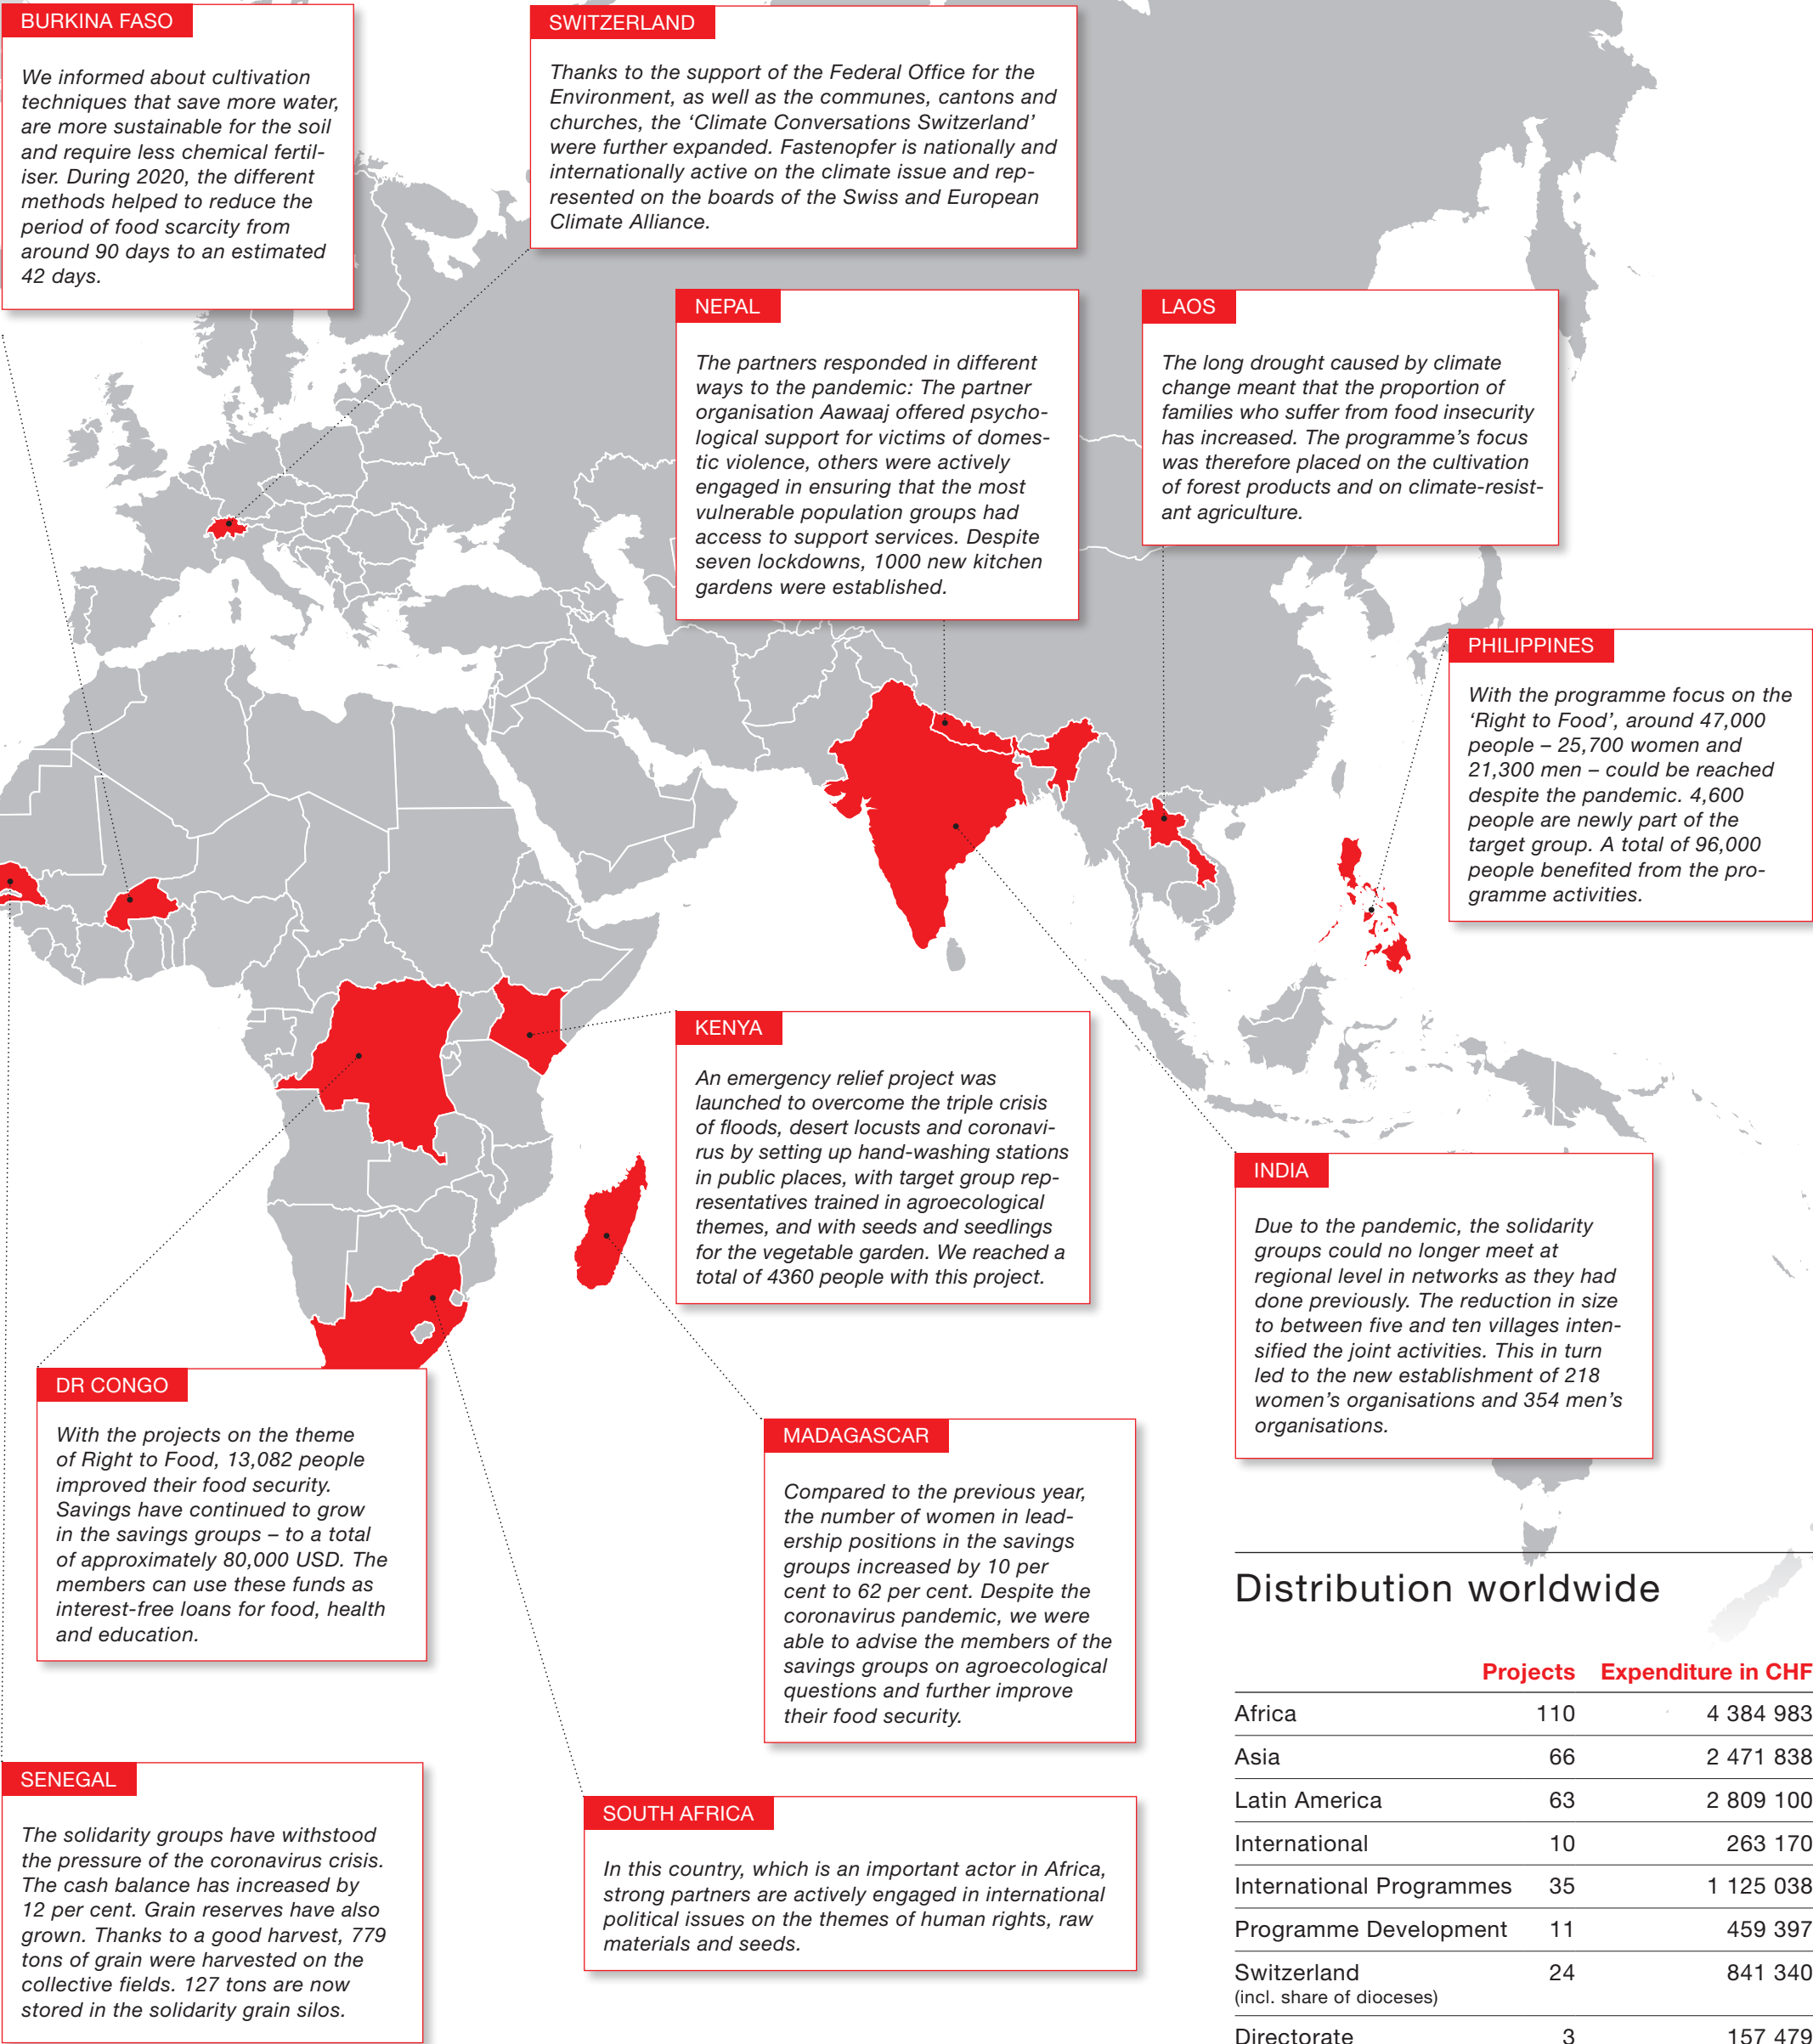 BURKINA FASO
We informed about cultivation
techniques that save more water,
are more sustainable for the soil
and require less chemical fertil-
iser. During 2020, the different
methods helped to reduce the
period of food scarcity from
around 90 days to an estimated
42 days.
SWITZERLAND
Thanks to the support of the Federal Office for the
Environment, as well as the communes, cantons and
churches, the ‘Climate Conversations Switzerland’
were further expanded. Fastenopfer is nationally and
internationally active on the climate issue and rep-
resented on the boards of the Swiss and European
Climate Alliance.
NEPAL
The partners responded in different
ways to the pandemic: The partner
organisation Aawaaj offered psycho-
logical support for victims of domes-
tic violence, others were actively
engaged in ensuring that the most
vulnerable population groups had
access to support services. Despite
seven lockdowns, 1000 new kitchen
gardens were established.
LAOS
The long drought caused by climate
change meant that the proportion of
families who suffer from food insecurity
has increased. The programme’s focus
was therefore placed on the cultivation
of forest products and on climate-resist-
ant agriculture.
PHILIPPINES
With the programme focus on the
‘Right to Food’, around 47,000
people – 25,700 women and
21,300 men – could be reached
despite the pandemic. 4,600
people are newly part of the
target group. A total of 96,000
people benefited from the pro-
gramme activities.
KENYA
An emergency relief project was
launched to overcome the triple crisis
of floods, desert locusts and coronavi-
rus by setting up hand-washing stations
in public places, with target group rep-
resentatives trained in agroecological
themes, and with seeds and seedlings
for the vegetable garden. We reached a
total of 4360 people with this project.
INDIA
Due to the pandemic, the solidarity
groups could no longer meet at
regional level in networks as they had
done previously. The reduction in size
to between five and ten villages inten-
sified the joint activities. This in turn
led to the new establishment of 218
women’s organisations and 354 men’s
organisations.
DR CONGO
With the projects on the theme
of Right to Food, 13,082 people
improved their food security.
Savings have continued to grow
in the savings groups – to a total
of approximately 80,000 USD. The
members can use these funds as
interest-free loans for food, health
and education.
MADAGASCAR
Compared to the previous year,
the number of women in lead-
ership positions in the savings
groups increased by 10 per
cent to 62 per cent. Despite the
coronavirus pandemic, we were
able to advise the members of the
savings groups on agroecological
questions and further improve
their food security.
SENEGAL
The solidarity groups have withstood
the pressure of the coronavirus crisis.
The cash balance has increased by
12 per cent. Grain reserves have also
grown. Thanks to a good harvest, 779
tons of grain were harvested on the
collective fields. 127 tons are now
stored in the solidarity grain silos.
SOUTH AFRICA
In this country, which is an important actor in Africa,
strong partners are actively engaged in international
political issues on the themes of human rights, raw
materials and seeds.
Distribution worldwide
Projects Expenditure in CHF
Africa 110 4 384 983
Asia 66 2 471 838
Latin America 63 2 809 100
International 10 263 170
International Programmes 35 1 125 038
Programme Development 11 459 397
Switzerland 24 841 340
(incl. share of dioceses)
Directorate 3 157 479